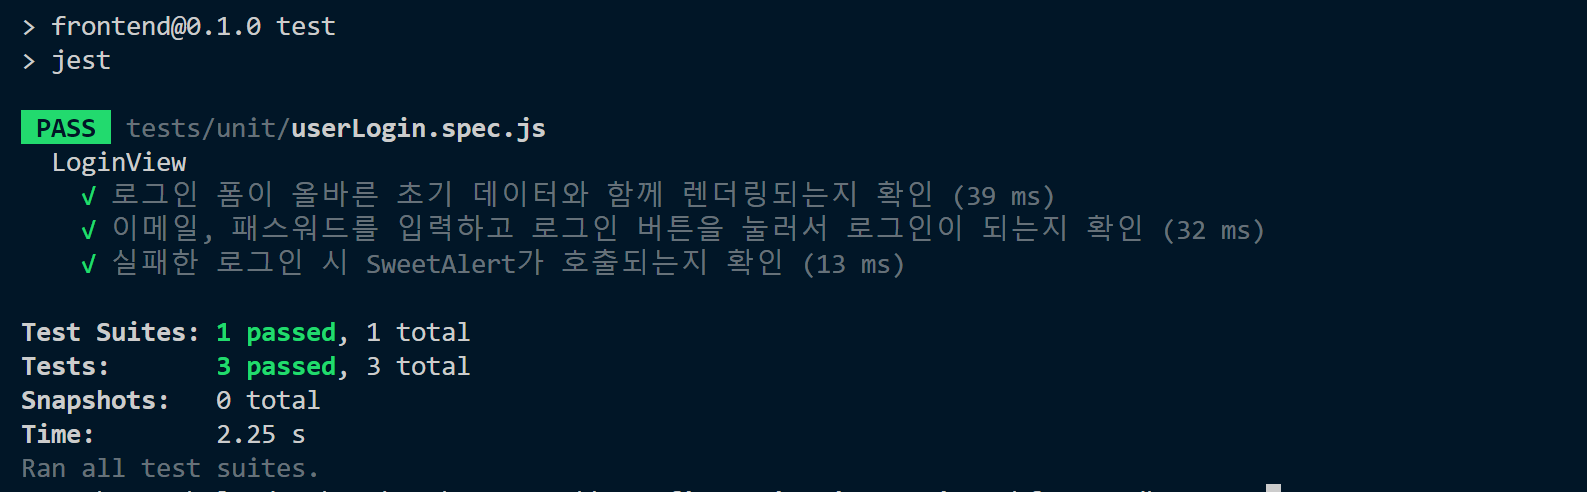 > frontend@0.1.0 test
> jest
PASS tests/unit/userLogin.spec.js
LoginView
√ 로그인 폼이 올바른 초기 데이터와 함께 렌더링되는지 확인 (39 ms)
√ 이메일, 패스워드를 입력하고 로그인 버튼을 눌러서 로그인이 되는지 확인 (32 ms)
√ 실패한 로그인 시 SweetAlert가 호출되는지 확인 (13 ms)
Test Suites: 1 passed, 1 total
Tests: 3 passed, 3 total
Snapshots: 0 total
Time: 2.25 s
Ran all test suites.